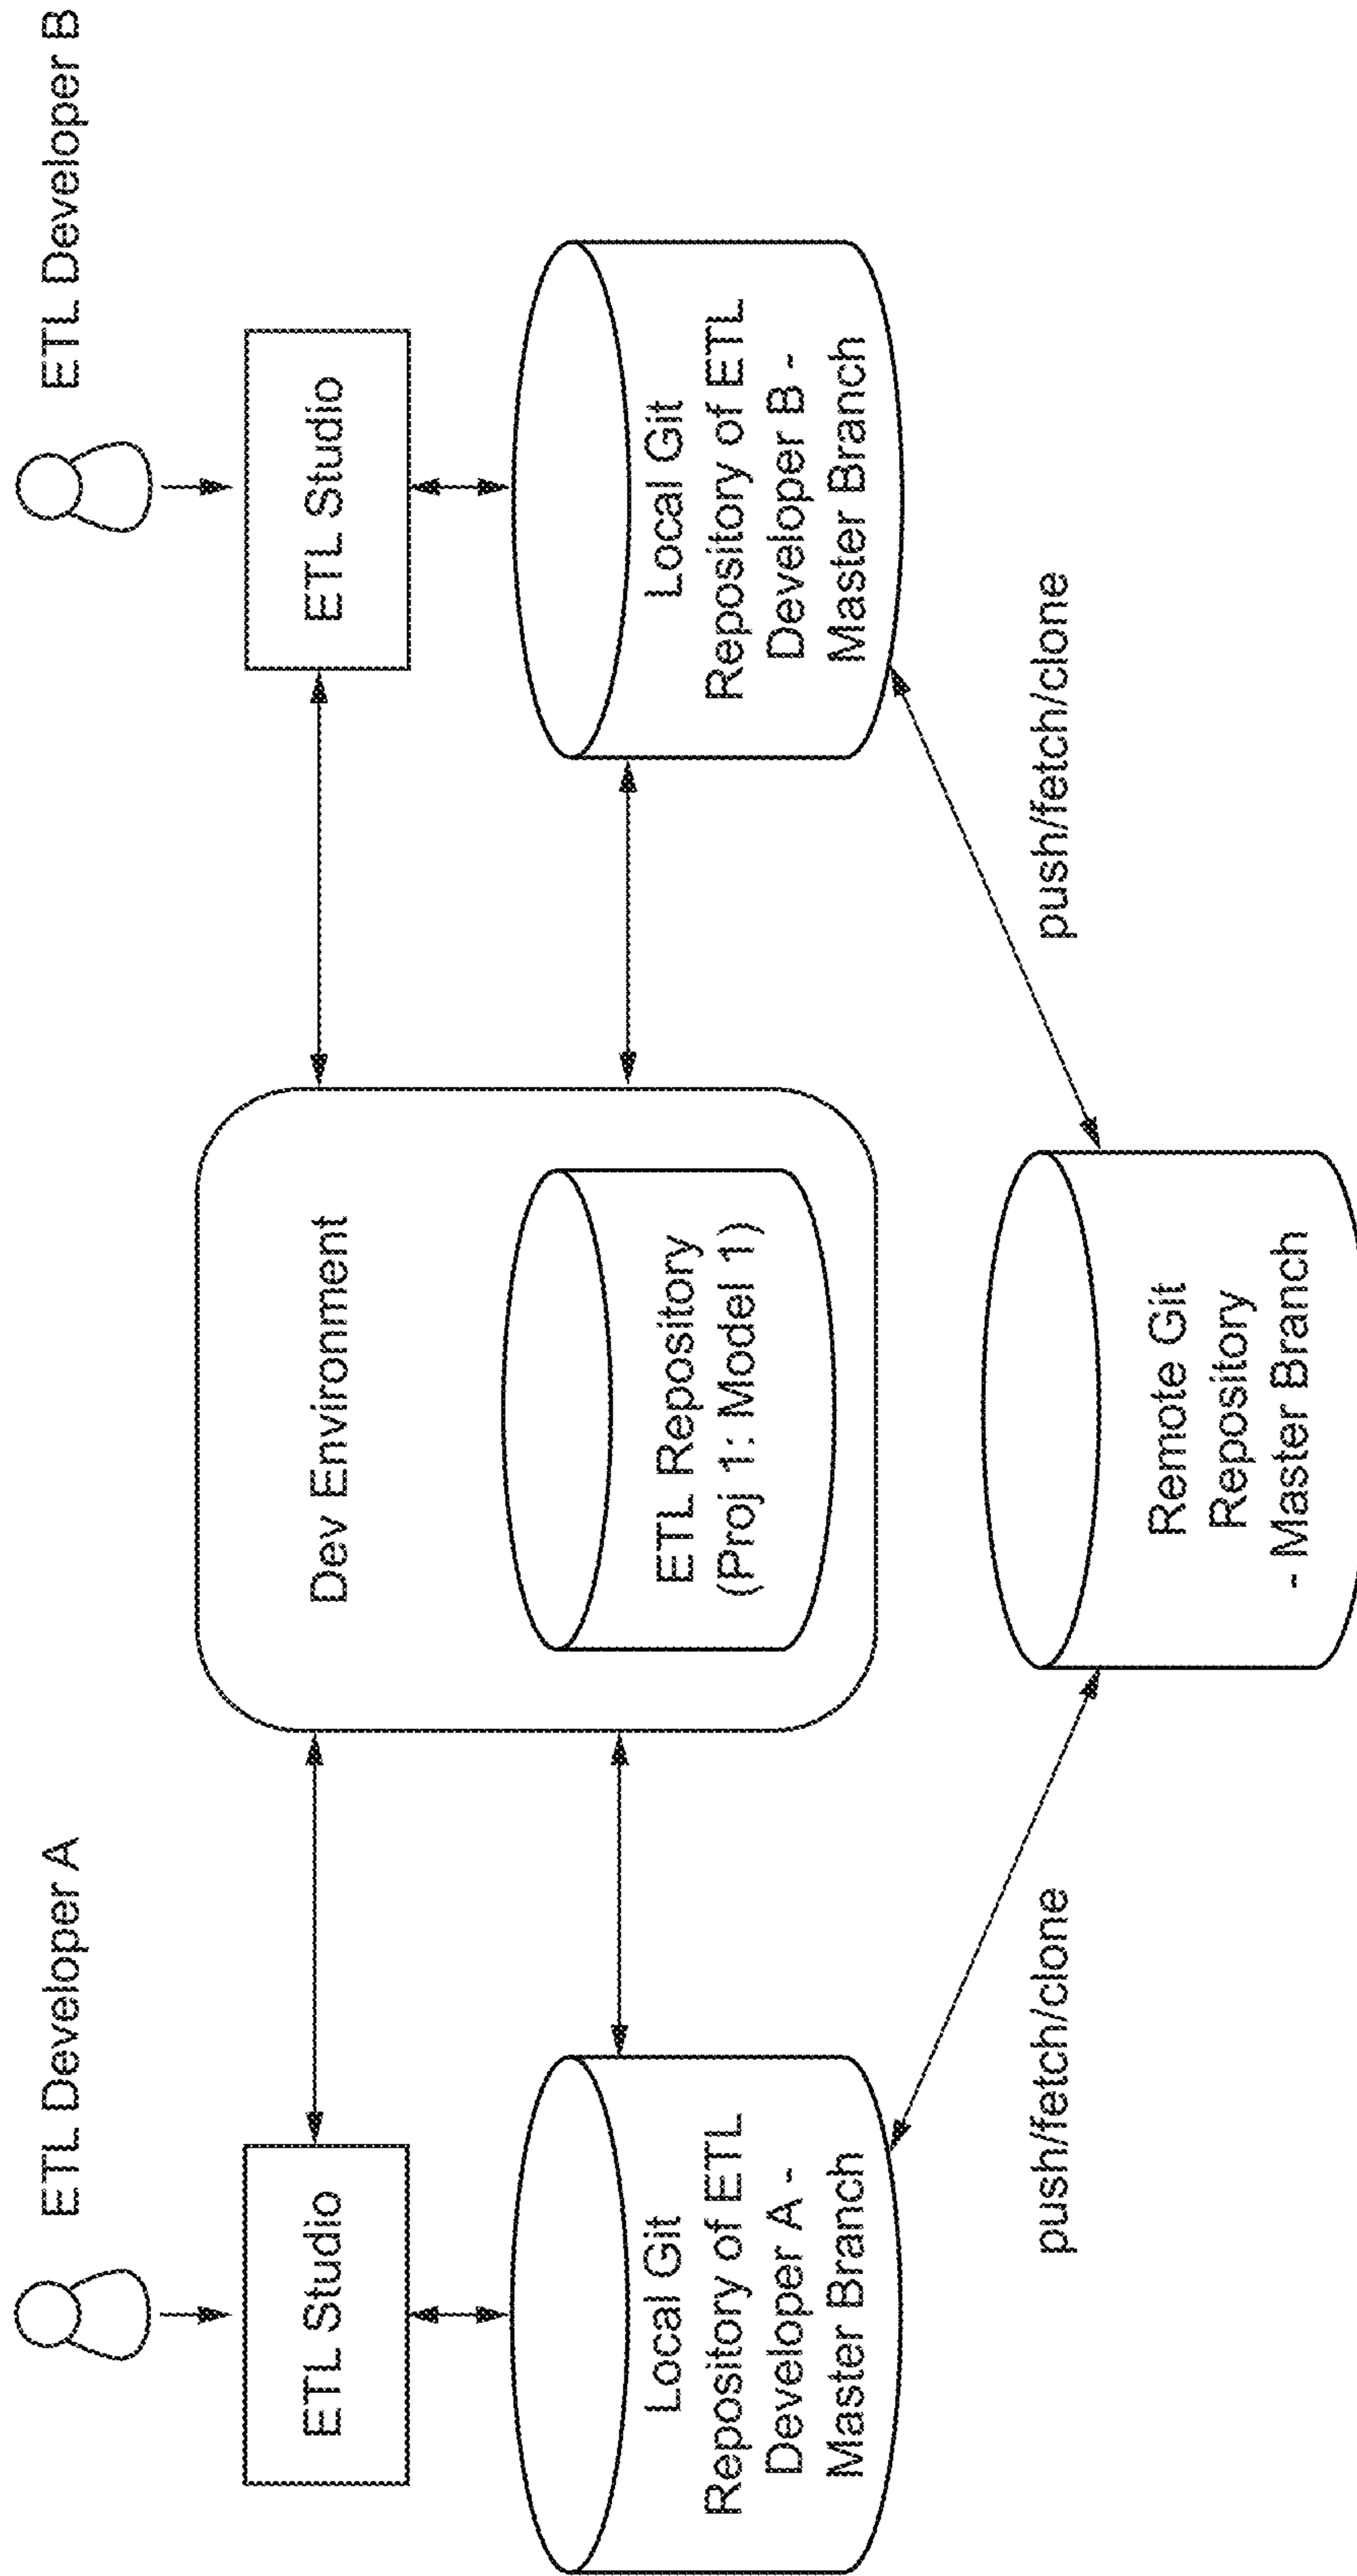 ETL Developer A
ETL Developer B
ETL Studio
Dev Environment
ETL Studio
Local Git
Repository of ETL
Developer A -
Master Branch
ETL Repository
(Proj 1: Model 1)
Local Git
Repository of ETL
Developer B -
Master Branch
push/fetch/clone
push/fetch/clone
Remote Git
Repository
- Master Branch